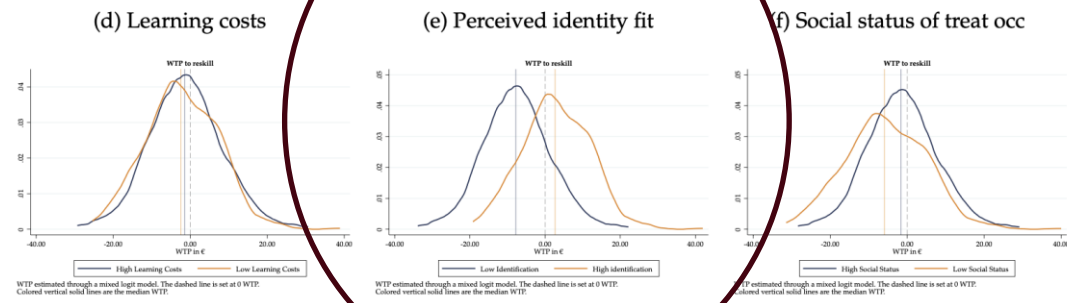 (d) Learning costs
WTP to reskill
.04
.03
.02
.01
0
-40.00 -20.00 0.00 20.00 40.00
WTP in €
High Learning Costs Low Learning Costs
WTP estimated through a mixed logit model. The dashed line is set at 0 WTP.
Colored vertical solid lines are the median WTP.
(e) Perceived identity fit
WTP to reskill
.05
.04
.03
.02
.01
0
-40.00 -20.00 0.00 20.00 40.00
WTP in €
Low Identification High identification
WTP estimated through a mixed logit model. The dashed line is set at 0 WTP.
Colored vertical solid lines are the median WTP.
(f) Social status of treat occ
WTP to reskill
.05
.04
.03
.02
.01
0
-40.00 -20.00 0.00 20.00 40.00
WTP in €
High Social Status Low Social Status
WTP estimated through a mixed logit model. The dashed line is set at 0 WTP.
Colored vertical solid lines are the median WTP.